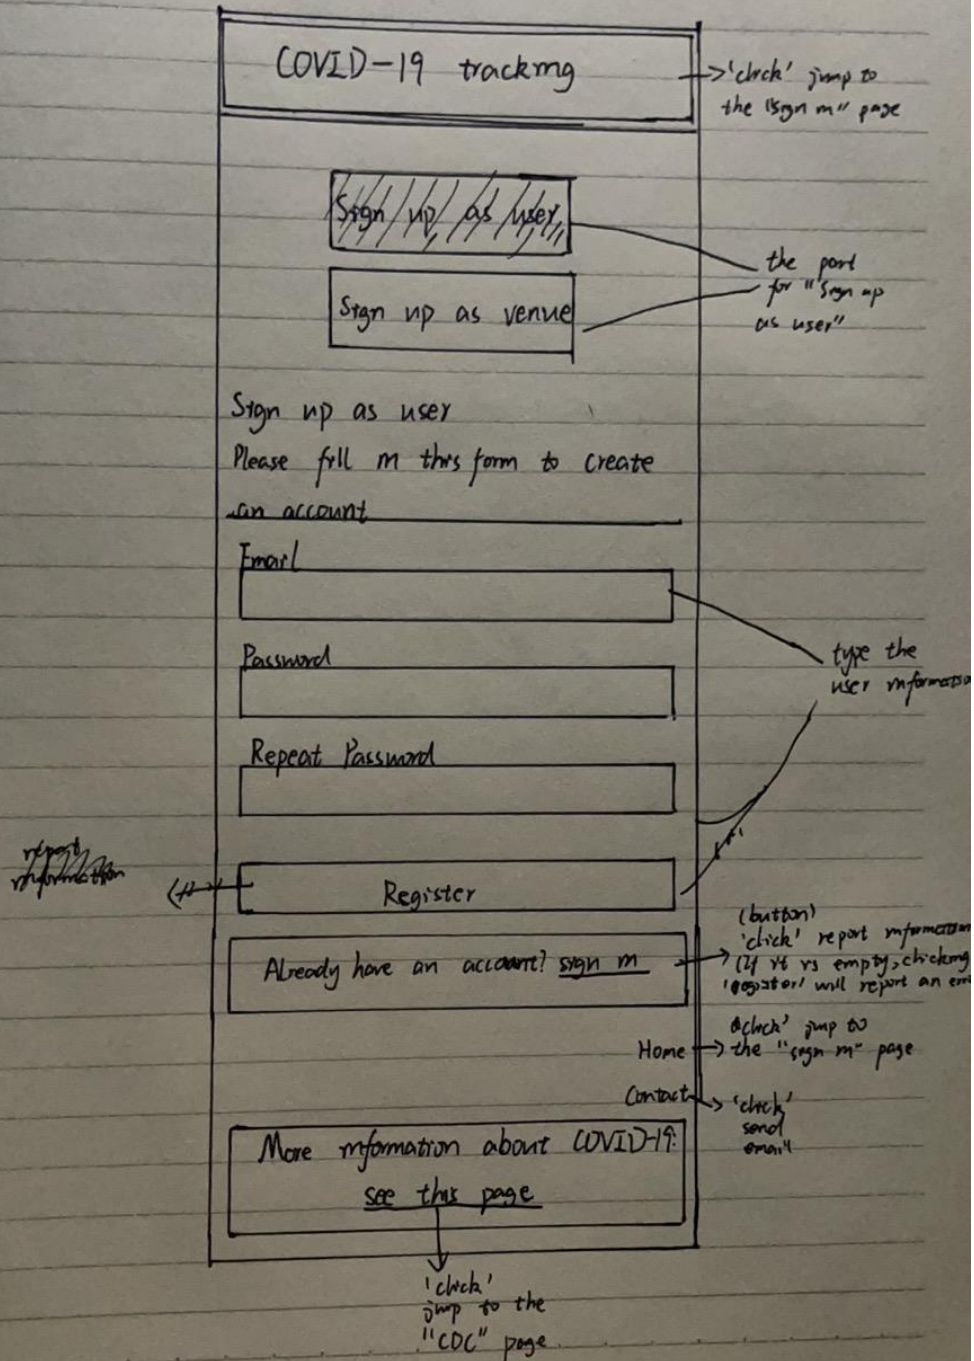 COVID-19 tracking
→ 'click' jump to
the "sign in" page
Sign up as user
Sign up as venue
the port
for "sign up
as user"
Sign up as user
Please fill in this form to create
an account
Email
Password
type the
user information
Repeat Password
report
information
Register
(button)
'click' report information
(If it is empty, clicking
will report an
Already have an account? sign in
Home
'click' jump to
the "sign in" page
Contact
'click'
send
email
More information about COVID-19:
see this page
'click'
jump to the
"CDC" page.